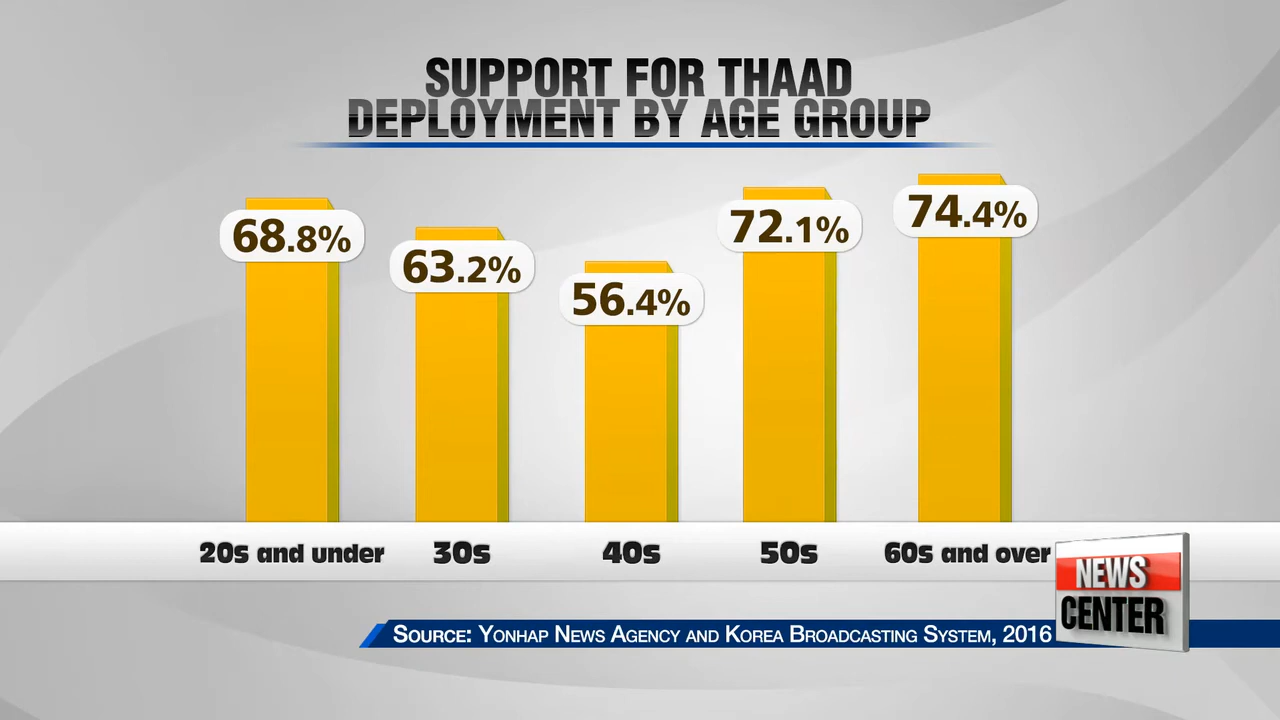 SUPPORT FOR THAAD
DEPLOYMENT BY AGE GROUP
68.8%
63.2%
56.4%
72.1%
74.4%
20s and under
30s
40s
50s
60s and over
NEWS
CENTER
SOURCE: YONHAP NEWS AGENCY AND KOREA BROADCASTING SYSTEM, 2016